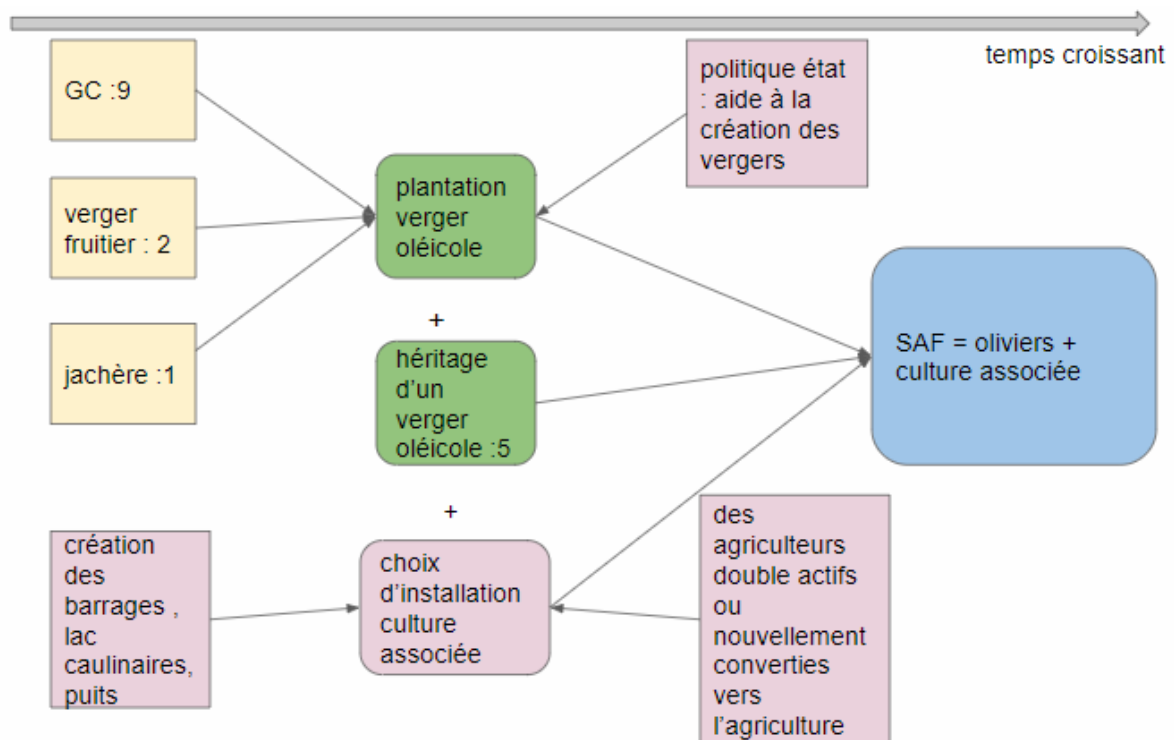 temps croissant
GC :9
politique état
: aide à la
création des
vergers
plantation
verger
oléicole
verger
fruitier : 2
+
SAF = oliviers +
culture associée
jachère :1
héritage
d'un
verger
oléicole :5
+
création
des
barrages ,
lac
caulinaires,
puits
choix
d'installation
culture
associée
des
agriculteurs
double actifs
ou
nouvellement
converties
vers
l'agriculture